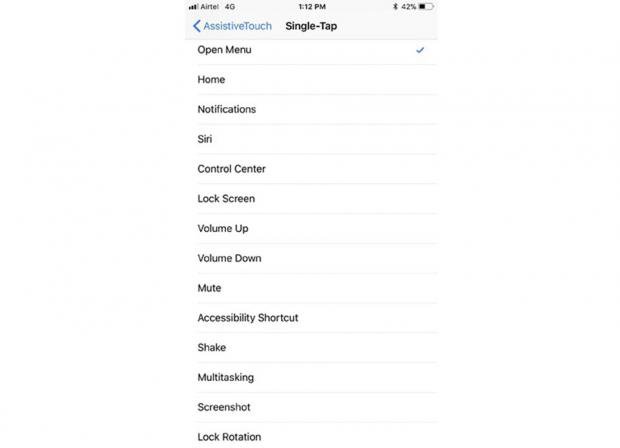 Airtel 4G 1:12 PM 42%
AssistiveTouch Single-Tap
Open Menu
Home
Notifications
Siri
Control Center
Lock Screen
Volume Up
Volume Down
Mute
Accessibility Shortcut
Shake
Multitasking
Screenshot
Lock Rotation